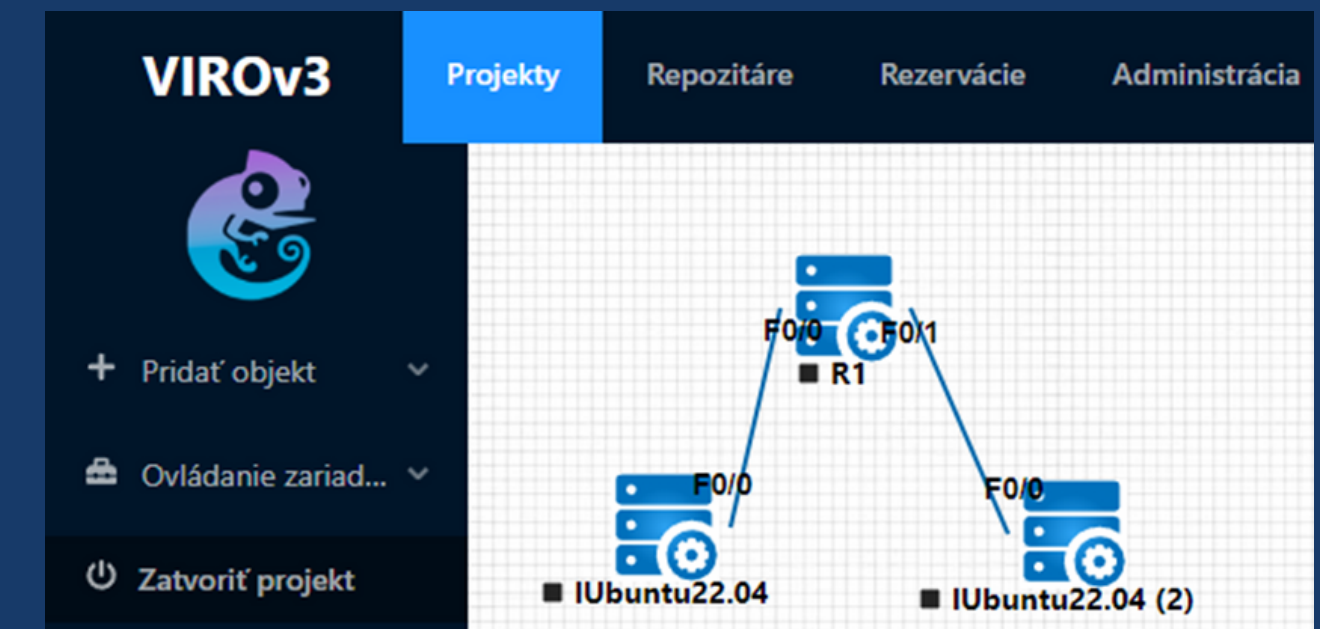 VIROv3
Projekty
Repozitáre
Rezervácie
Administrácia
Pridať objekt
Ovládanie zariad...
Zatvoriť projekt
F0/0
F0/1
R1
F0/0
F0/0
IUbuntu22.04
IUbuntu22.04 (2)